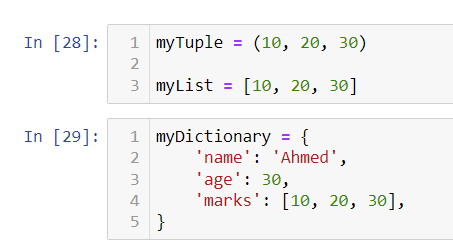 In [28]:
1 myTuple = (10, 20, 30)
2
3 myList = [10, 20, 30]
In [29]:
1 myDictionary = {
2     'name': 'Ahmed',
3     'age': 30,
4     'marks': [10, 20, 30],
5 }